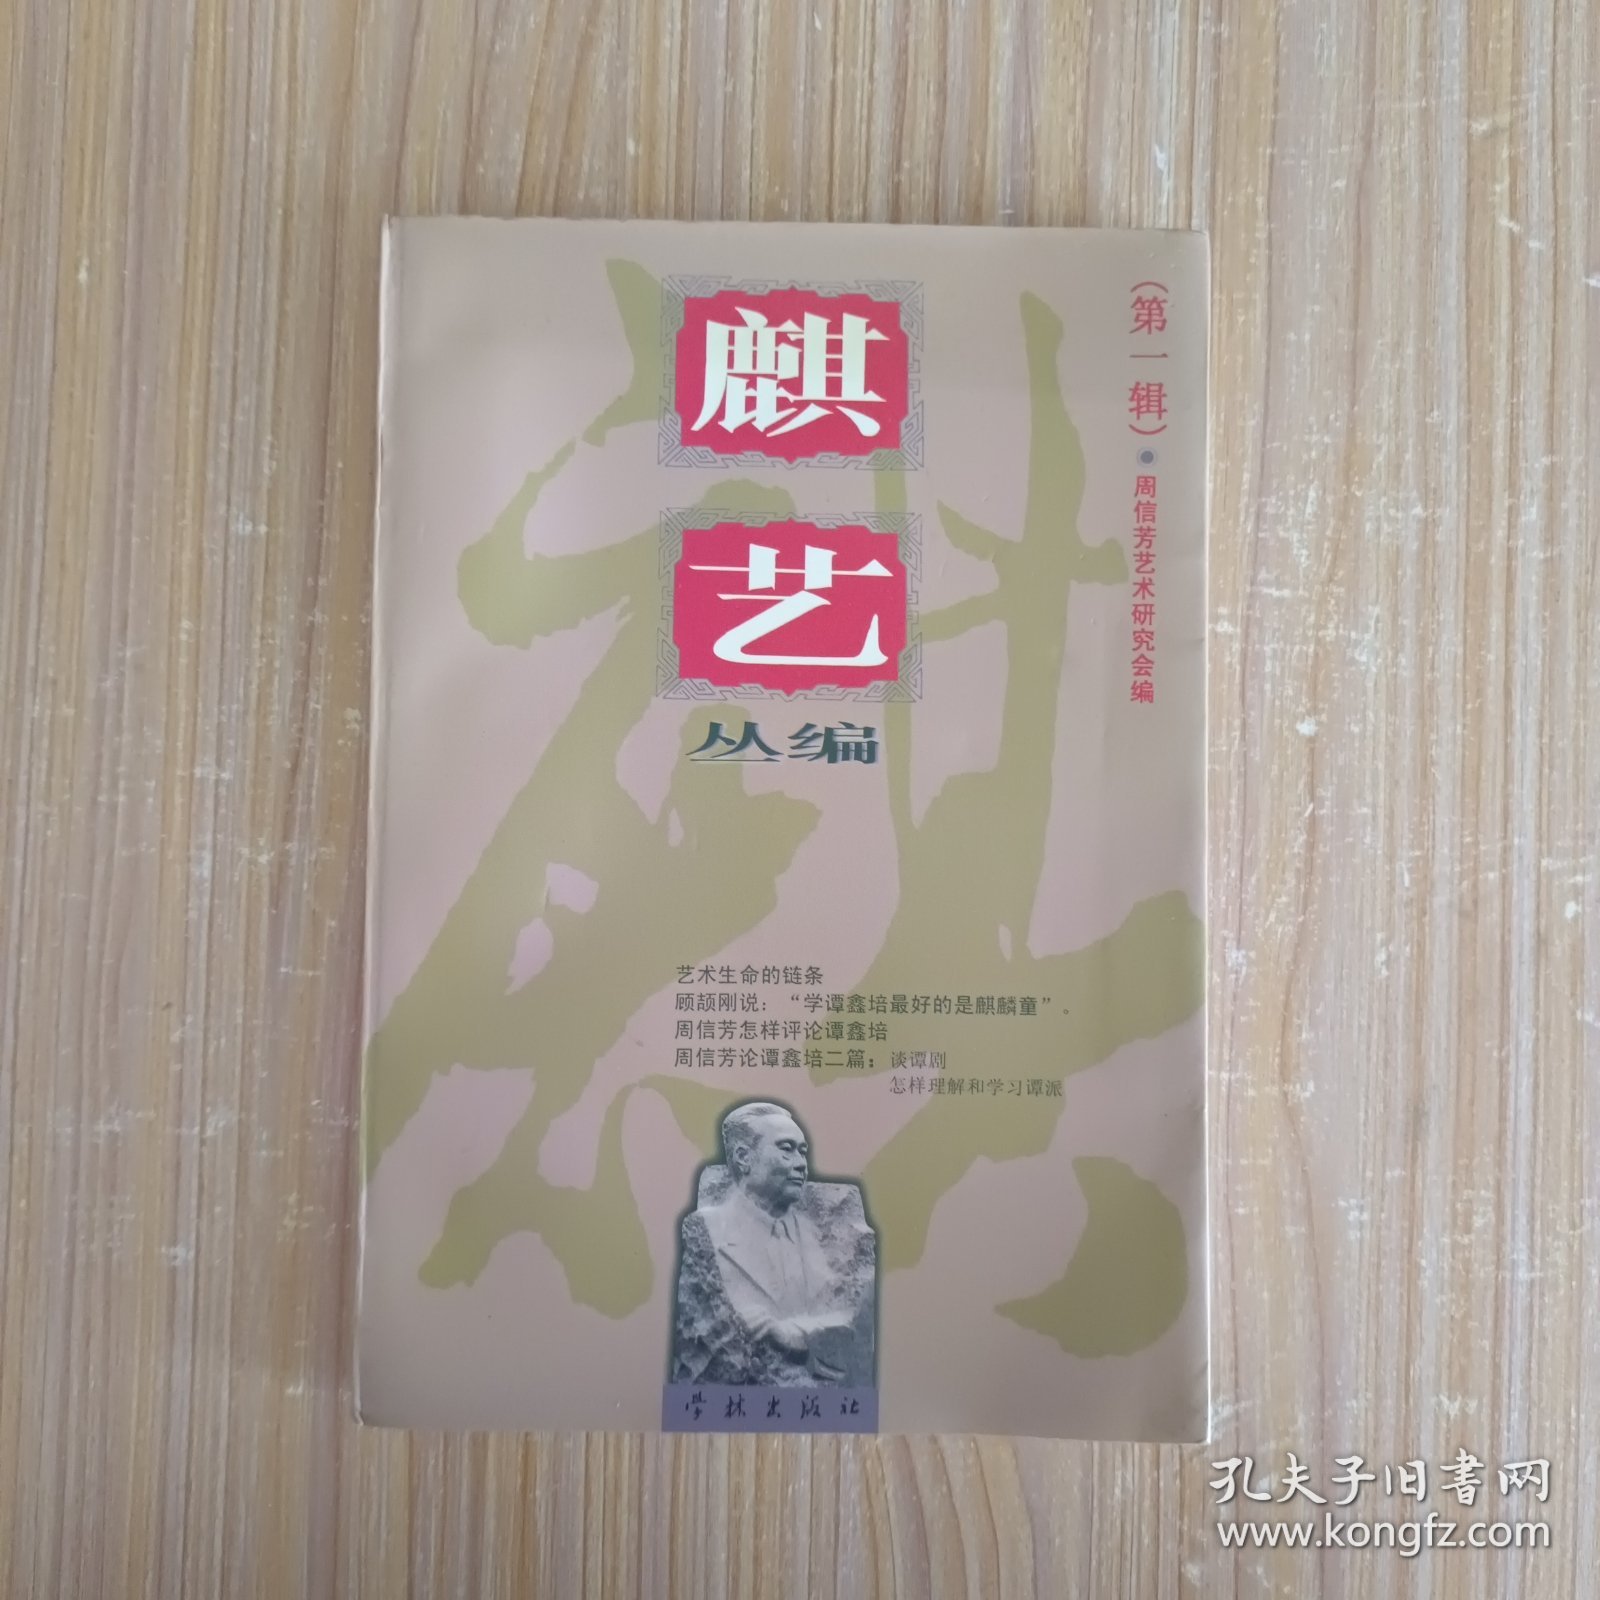 麒
艺
丛编
（第一辑）●周信芳艺术研究会编
艺术生命的链条
顾颉刚说：“学谭鑫培最好的是麒麟童”。
周信芳怎样评论谭鑫培
周信芳论谭鑫培二篇：谈谭剧
怎样理解和学习谭派
学林出版社
孔夫子旧书网
www.kongfz.com